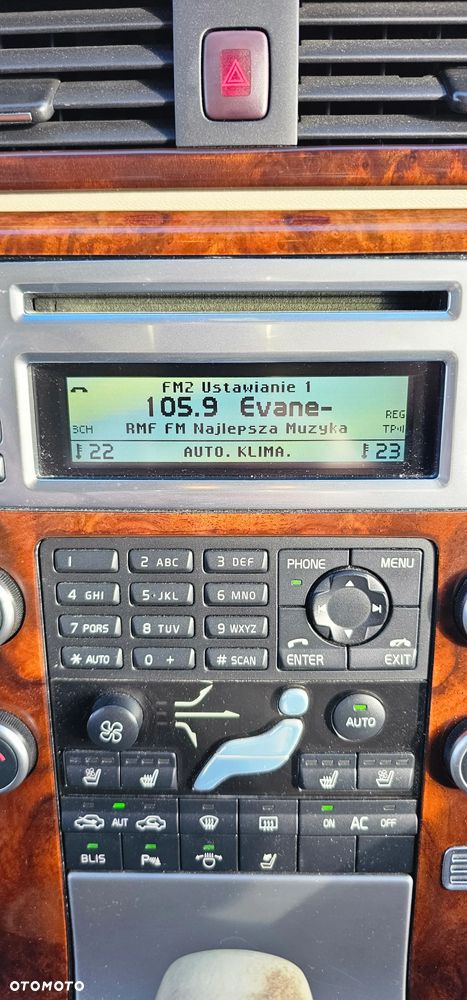 FM2 Ustawianie 1
105.9 Evane-
REG
3CH RMF FM Najlepsza Muzyka TP
22 AUTO. KLIMA. 23
1 2 ABC 3 DEF PHONE MENU
4 GHI 5·JKL 6 MNO
7 PQRS 8 TUV 9 WXYZ
ENTER EXIT
* AUTO 0 + # SCAN
AUTO
AUT ON AC OFF
BLIS P
OTOMOTO